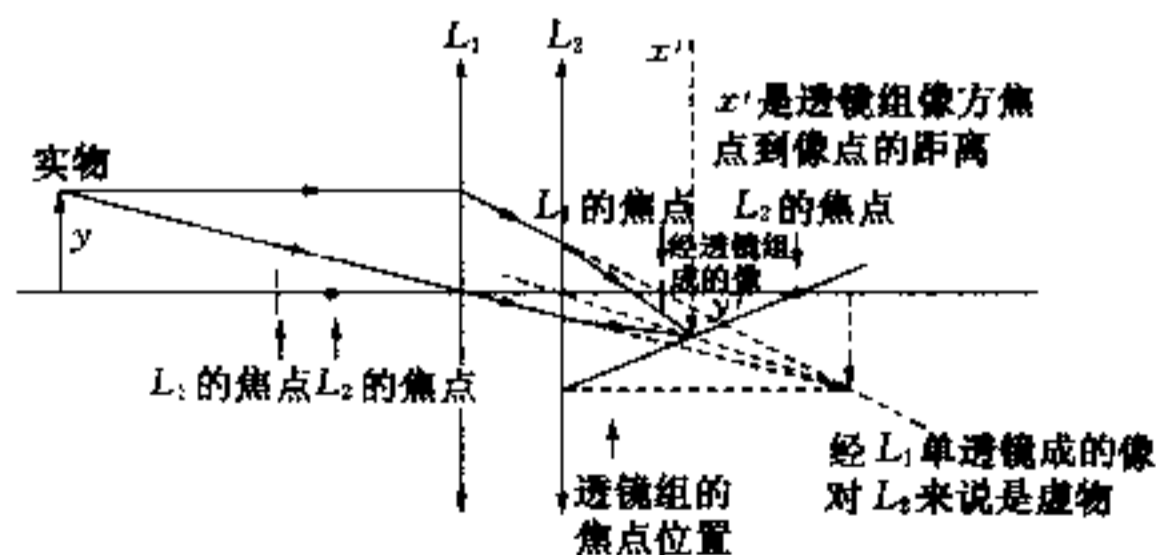 L₁
L₂
x'
x'是透镜组像方焦
点到像点的距离
实物
y
L₁的焦点
L₂的焦点
经透镜组
成的像
y'
L₁的焦点
L₂的焦点
透镜组的
焦点位置
经L₁单透镜成的像
对L₂来说是虚物